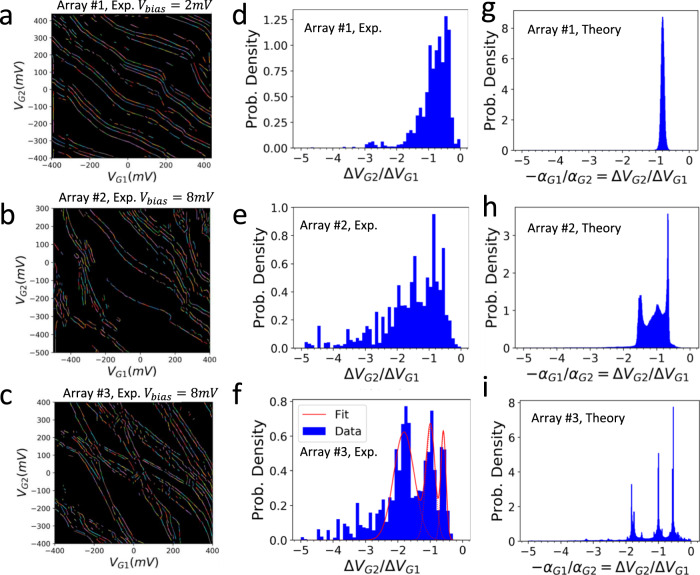 a
Array #1, Exp. V_bias = 2mV
V_G2(mV)
400
300
200
100
0
-100
-200
-300
-400
-400 -200 0 200 400
V_G1(mV)
d
Array #1, Exp.
Prob. Density
1.25
1.00
0.75
0.50
0.25
0.00
-5 -4 -3 -2 -1 0
ΔV_G2/ΔV_G1
g
Array #1, Theory
Prob. Density
8
6
4
2
0
-5 -4 -3 -2 -1 0
−α_G1/α_G2 = ΔV_G2/ΔV_G1
b
Array #2, Exp. V_bias = 8mV
V_G2(mV)
300
200
100
0
-100
-200
-300
-400
-500
-400 -200 0 200 400
V_G1(mV)
e
Array #2, Exp.
Prob. Density
0.8
0.6
0.4
0.2
0.0
-5 -4 -3 -2 -1 0
ΔV_G2/ΔV_G1
h
Array #2, Theory
Prob. Density
3
2
1
0
-5 -4 -3 -2 -1 0
−α_G1/α_G2 = ΔV_G2/ΔV_G1
c
Array #3, Exp. V_bias = 8mV
V_G2(mV)
400
300
200
100
0
-100
-200
-300
-400
-400 -200 0 200 400
V_G1(mV)
f
Fit
Data
Array #3, Exp.
Prob. Density
0.8
0.6
0.4
0.2
0.0
-5 -4 -3 -2 -1 0
ΔV_G2/ΔV_G1
i
Array #3, Theory
Prob. Density
8
6
4
2
0
-5 -4 -3 -2 -1 0
−α_G1/α_G2 = ΔV_G2/ΔV_G1